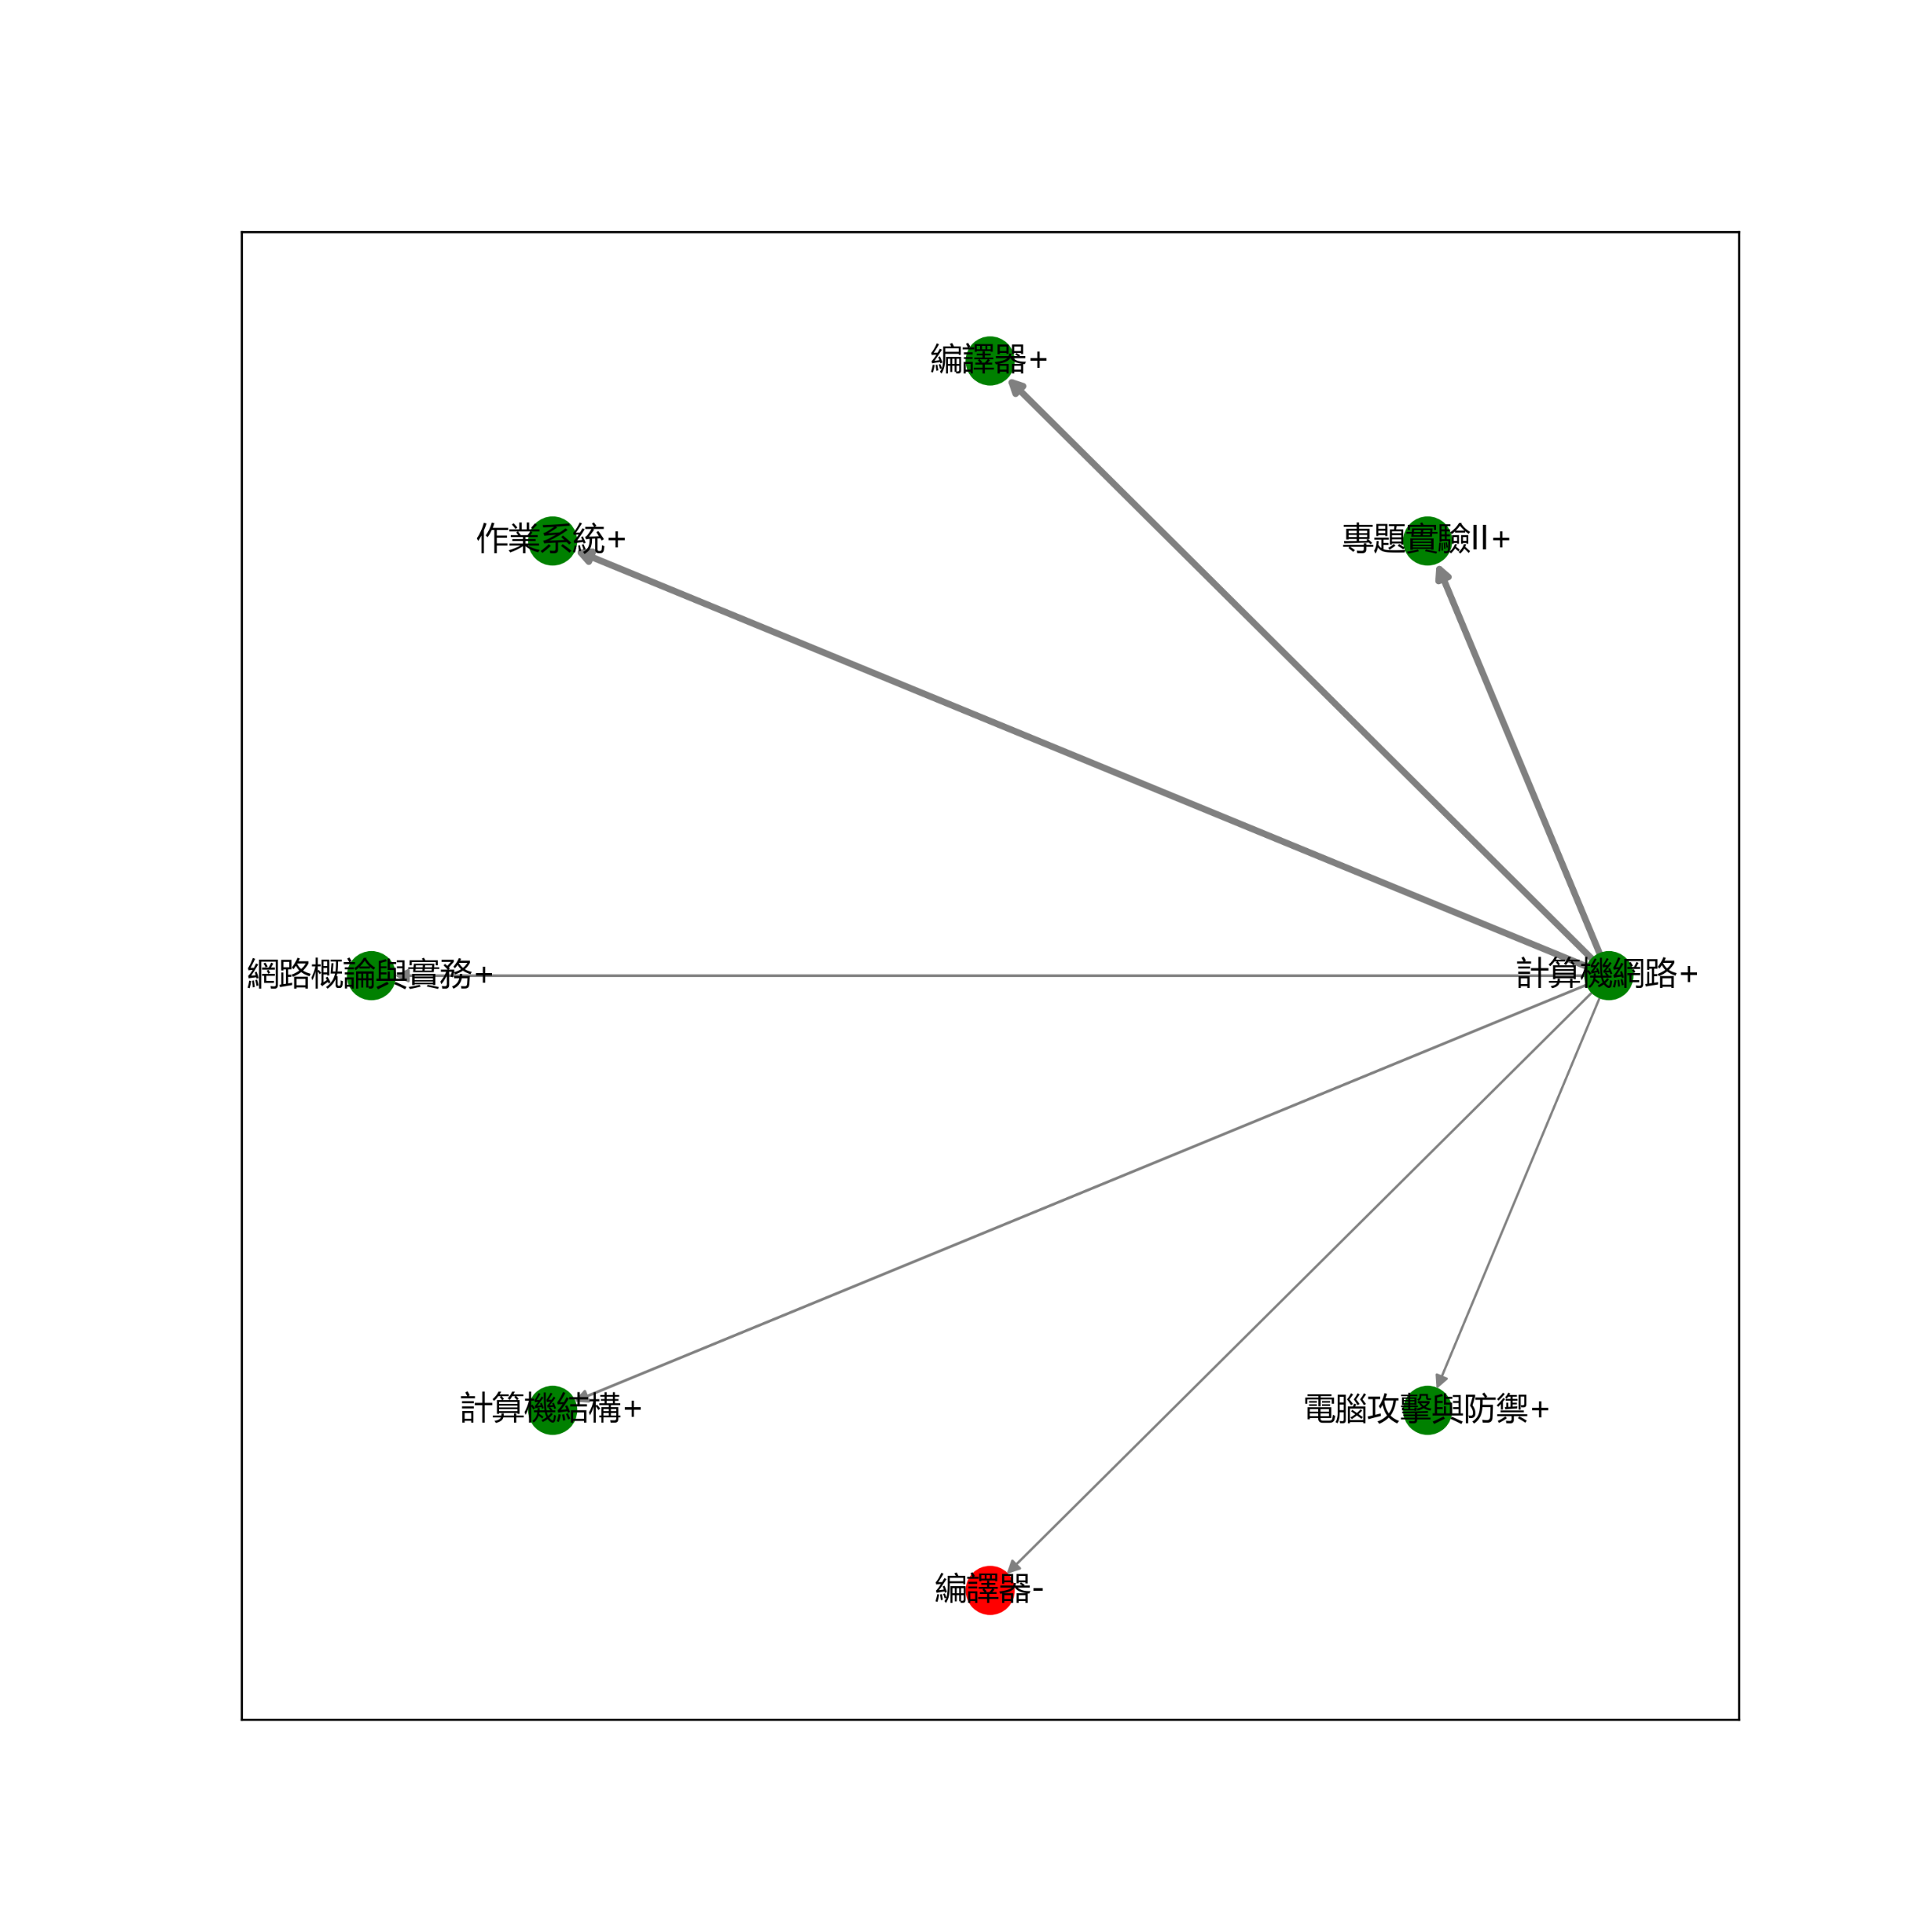 編譯器+
作業系統+
專題實驗II+
網路概論與實務+
計算機網路+
計算機結構+
電腦攻擊與防禦+
編譯器-